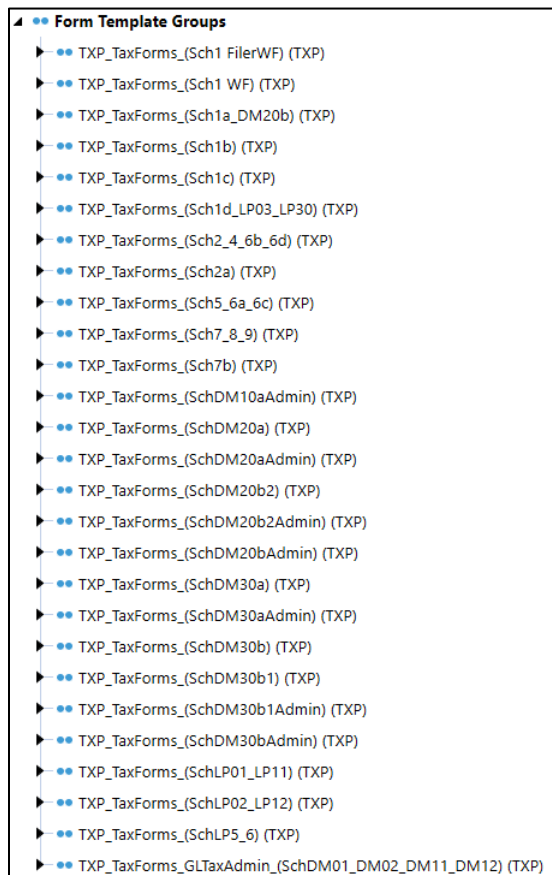 Form Template Groups
TXP_TaxForms_(Sch1 FilerWF) (TXP)
TXP_TaxForms_(Sch1 WF) (TXP)
TXP_TaxForms_(Sch1a_DM20b) (TXP)
TXP_TaxForms_(Sch1b) (TXP)
TXP_TaxForms_(Sch1c) (TXP)
TXP_TaxForms_(Sch1d_LP03_LP30) (TXP)
TXP_TaxForms_(Sch2_4_6b_6d) (TXP)
TXP_TaxForms_(Sch2a) (TXP)
TXP_TaxForms_(Sch5_6a_6c) (TXP)
TXP_TaxForms_(Sch7_8_9) (TXP)
TXP_TaxForms_(Sch7b) (TXP)
TXP_TaxForms_(SchDM10aAdmin) (TXP)
TXP_TaxForms_(SchDM20a) (TXP)
TXP_TaxForms_(SchDM20aAdmin) (TXP)
TXP_TaxForms_(SchDM20b2) (TXP)
TXP_TaxForms_(SchDM20b2Admin) (TXP)
TXP_TaxForms_(SchDM20bAdmin) (TXP)
TXP_TaxForms_(SchDM30a) (TXP)
TXP_TaxForms_(SchDM30aAdmin) (TXP)
TXP_TaxForms_(SchDM30b) (TXP)
TXP_TaxForms_(SchDM30b1) (TXP)
TXP_TaxForms_(SchDM30b1Admin) (TXP)
TXP_TaxForms_(SchDM30bAdmin) (TXP)
TXP_TaxForms_(SchLP01_LP11) (TXP)
TXP_TaxForms_(SchLP02_LP12) (TXP)
TXP_TaxForms_(SchLP5_6) (TXP)
TXP_TaxForms_GLTaxAdmin_(SchDM01_DM02_DM11_DM12) (TXP)